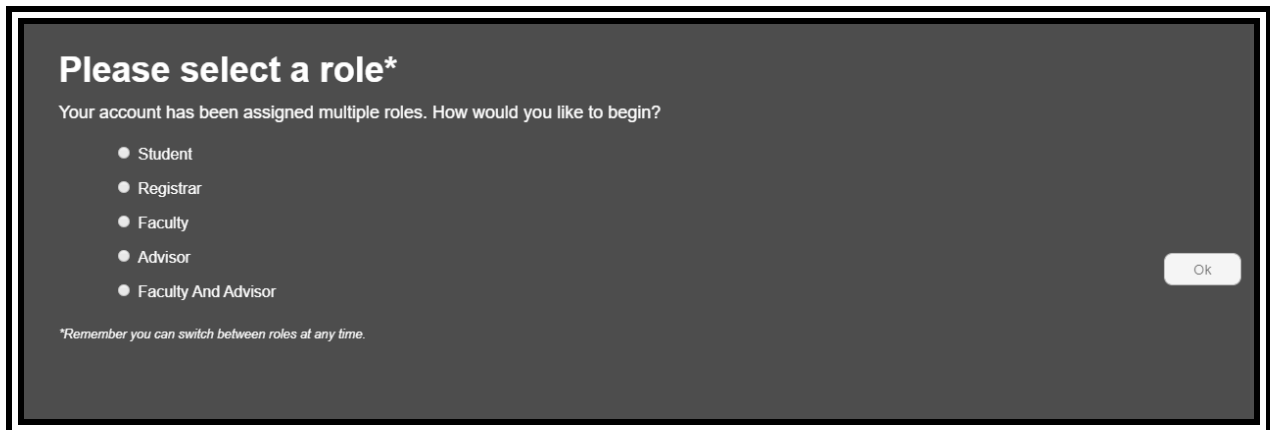 Please select a role*
Your account has been assigned multiple roles. How would you like to begin?
Student
Registrar
Faculty
Advisor
Ok
Faculty And Advisor
*Remember you can switch between roles at any time.